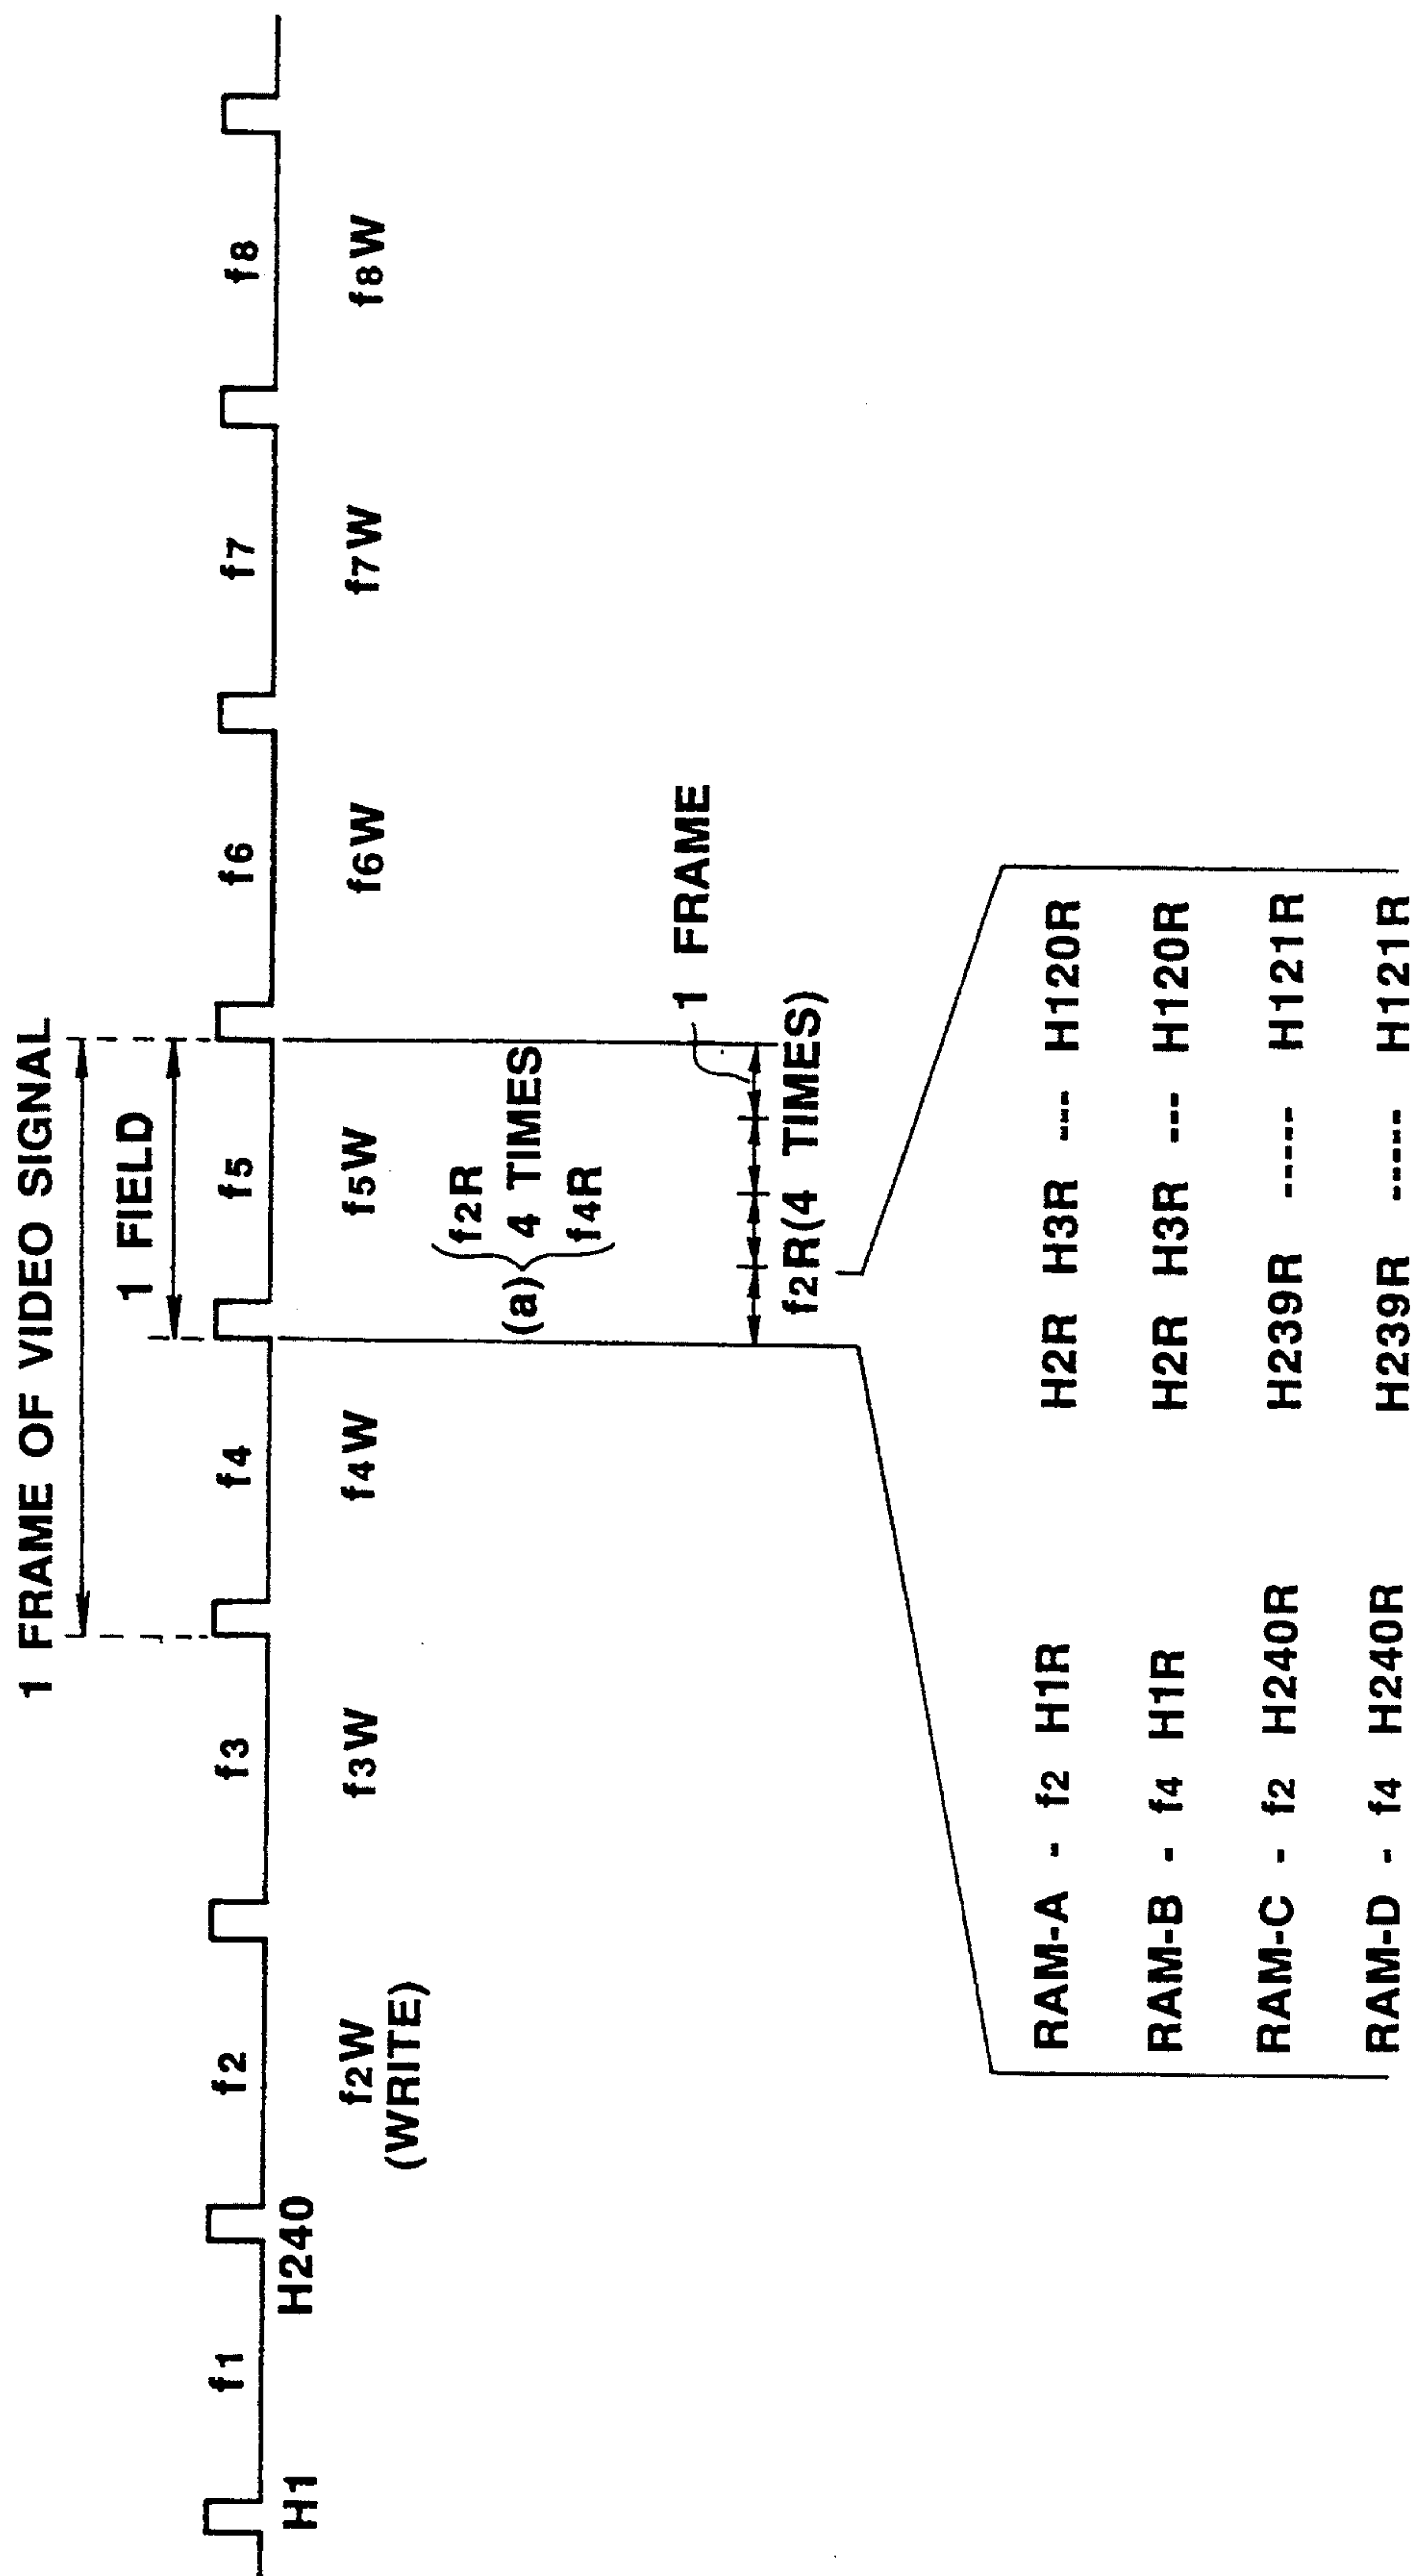 1 FRAME OF VIDEO SIGNAL
1 FIELD
f1 f2 f3 f4 f5 f6 f7 f8
H1 H240
f2W f3W f4W f5W f6W f7W f8W
(WRITE)
f2R
(a) 4 TIMES
f4R
1 FRAME
f2R(4 TIMES)
RAM-A - f2 H1R H2R H3R --- H120R
RAM-B - f4 H1R H2R H3R --- H120R
RAM-C - f2 H240R H239R ----- H121R
RAM-D - f4 H240R H239R ----- H121R